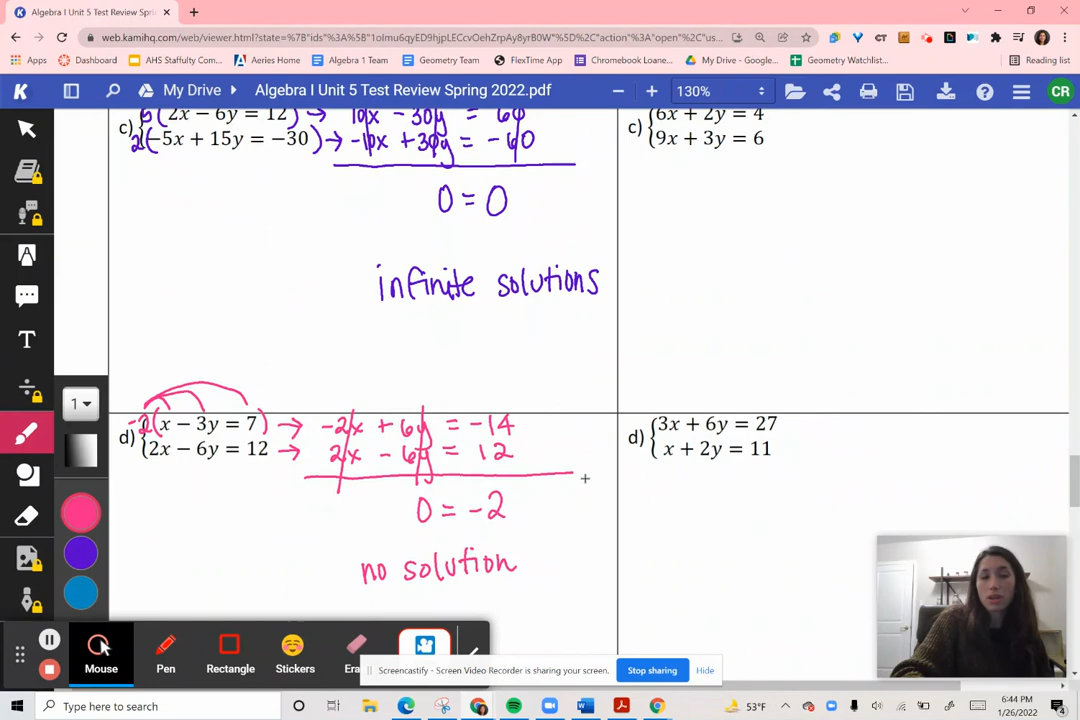 Algebra I Unit 5 Test Review Spr
web.kamihq.com/web/viewer.html?state=%7B"ids"%3A%5B"1oImu6qyED9hjpLECcvOehZrpAy8yrB0W"%5D%2C"action"%3A"open"%2C"us...
Apps Dashboard AHS Staffulty Com... Aeries Home Algebra 1 Team Geometry Team FlexTime App Chromebook Loane... My Drive - Google... Geometry Watchlist... Reading list
My Drive Algebra I Unit 5 Test Review Spring 2022.pdf 130% CR
5(2x − 6y = 12) → 10x − 30y = 60
c) 2(−5x + 15y = −30) → −10x + 30y = −60
0 = 0
infinite solutions
6x + 2y = 4
c) 9x + 3y = 6
-2(x − 3y = 7) → -2x + 6y = -14
d) 2x − 6y = 12 → 2x − 6y = 12
0 = -2
no solution
3x + 6y = 27
d) x + 2y = 11
1
T
Mouse Pen Rectangle Stickers Era
Screencastify - Screen Video Recorder is sharing your screen. Stop sharing Hide
Type here to search
53°F
6:44 PM
1/26/2022
4